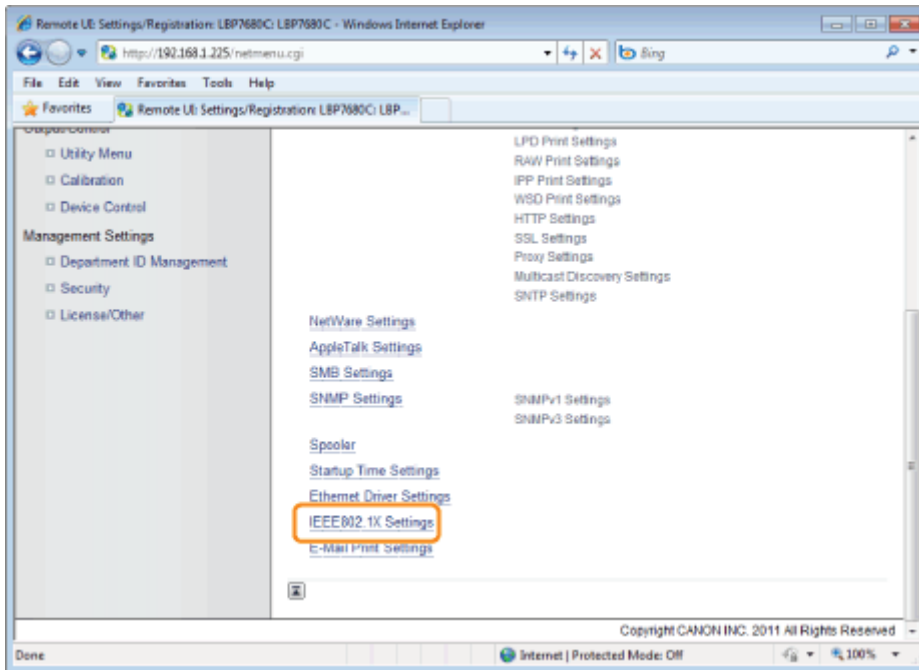 Remote UI: Settings/Registration: LBP7680C: LBP7680C - Windows Internet Explorer
http://192.168.1.225/netmenu.cgi
Bing
File Edit View Favorites Tools Help
Favorites
Remote UI: Settings/Registration: LBP7680C: LBP...
Output/Control
Utility Menu
Calibration
Device Control
Management Settings
Department ID Management
Security
License/Other
LPD Print Settings
RAW Print Settings
IPP Print Settings
WSD Print Settings
HTTP Settings
SSL Settings
Proxy Settings
Multicast Discovery Settings
SNTP Settings
NetWare Settings
AppleTalk Settings
SMB Settings
SNMP Settings
SNMPv1 Settings
SNMPv3 Settings
Spooler
Startup Time Settings
Ethernet Driver Settings
IEEE802.1X Settings
E-Mail Print Settings
Copyright CANON INC. 2011 All Rights Reserved
Done
Internet | Protected Mode: Off
100%